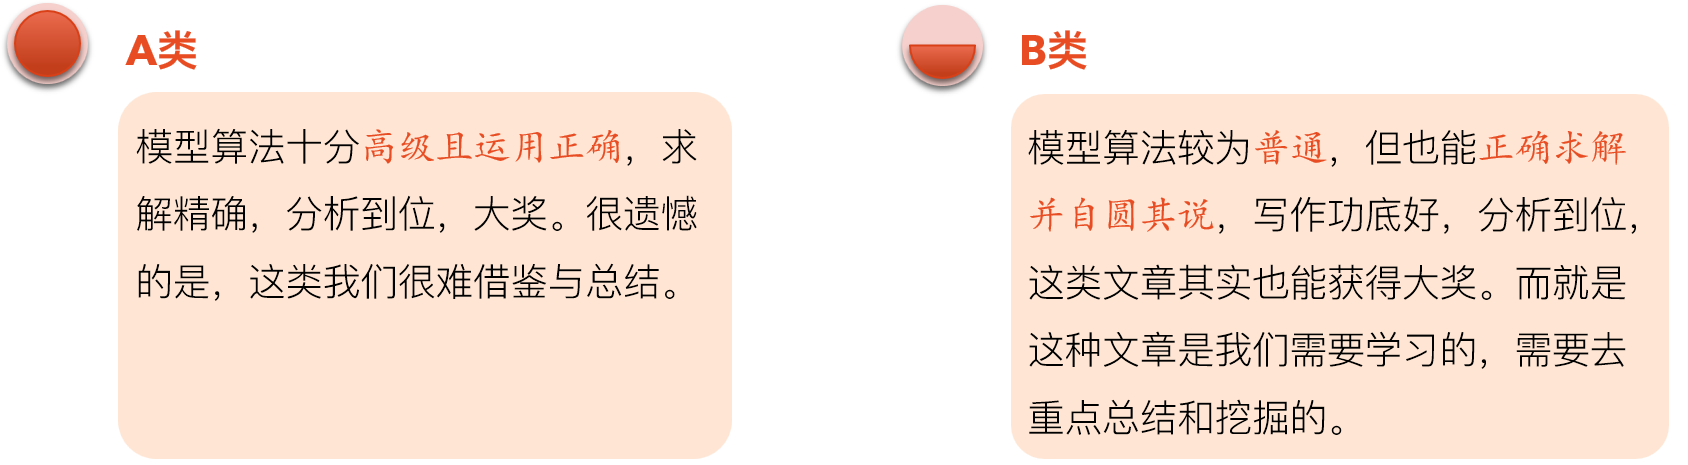 A类
模型算法十分高级且运用正确，求
解精确，分析到位，大奖。很遗憾
的是，这类我们很难借鉴与总结。
B类
模型算法较为普通，但也能正确求解
并自圆其说，写作功底好，分析到位，
这类文章其实也能获得大奖。而就是
这种文章是我们需要学习的，需要去
重点总结和挖掘的。